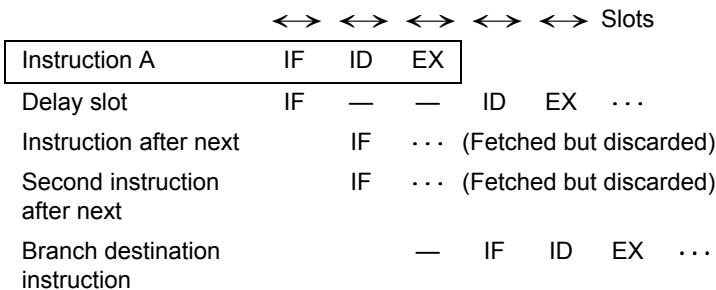 Slots
Instruction A IF ID EX
Delay slot IF — — ID EX ...
Instruction after next IF ... (Fetched but discarded)
Second instruction IF ... (Fetched but discarded)
after next
Branch destination — IF ID EX ...
instruction